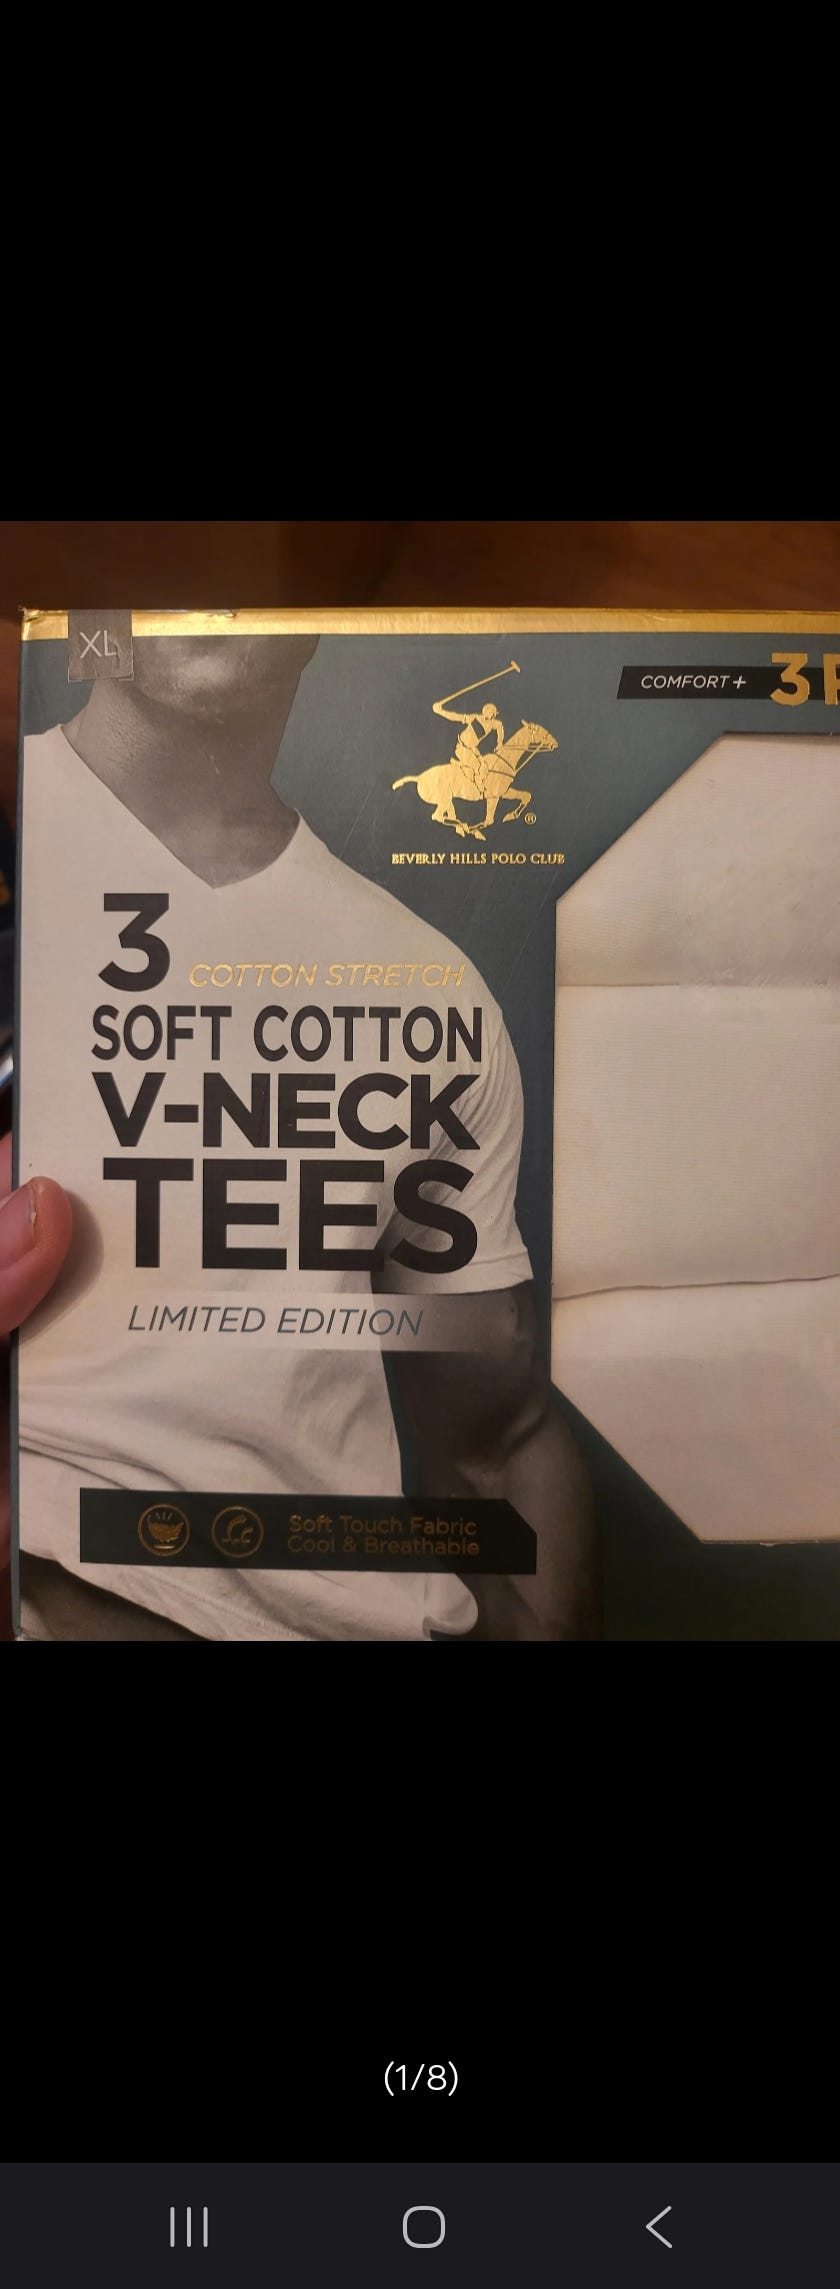 XL
COMFORT+ 3
BEVERLY HILLS POLO CLUB
3 COTTON STRETCH
SOFT COTTON
V-NECK
TEES
LIMITED EDITION
Soft Touch Fabric
Cool & Breathable
(1/8)